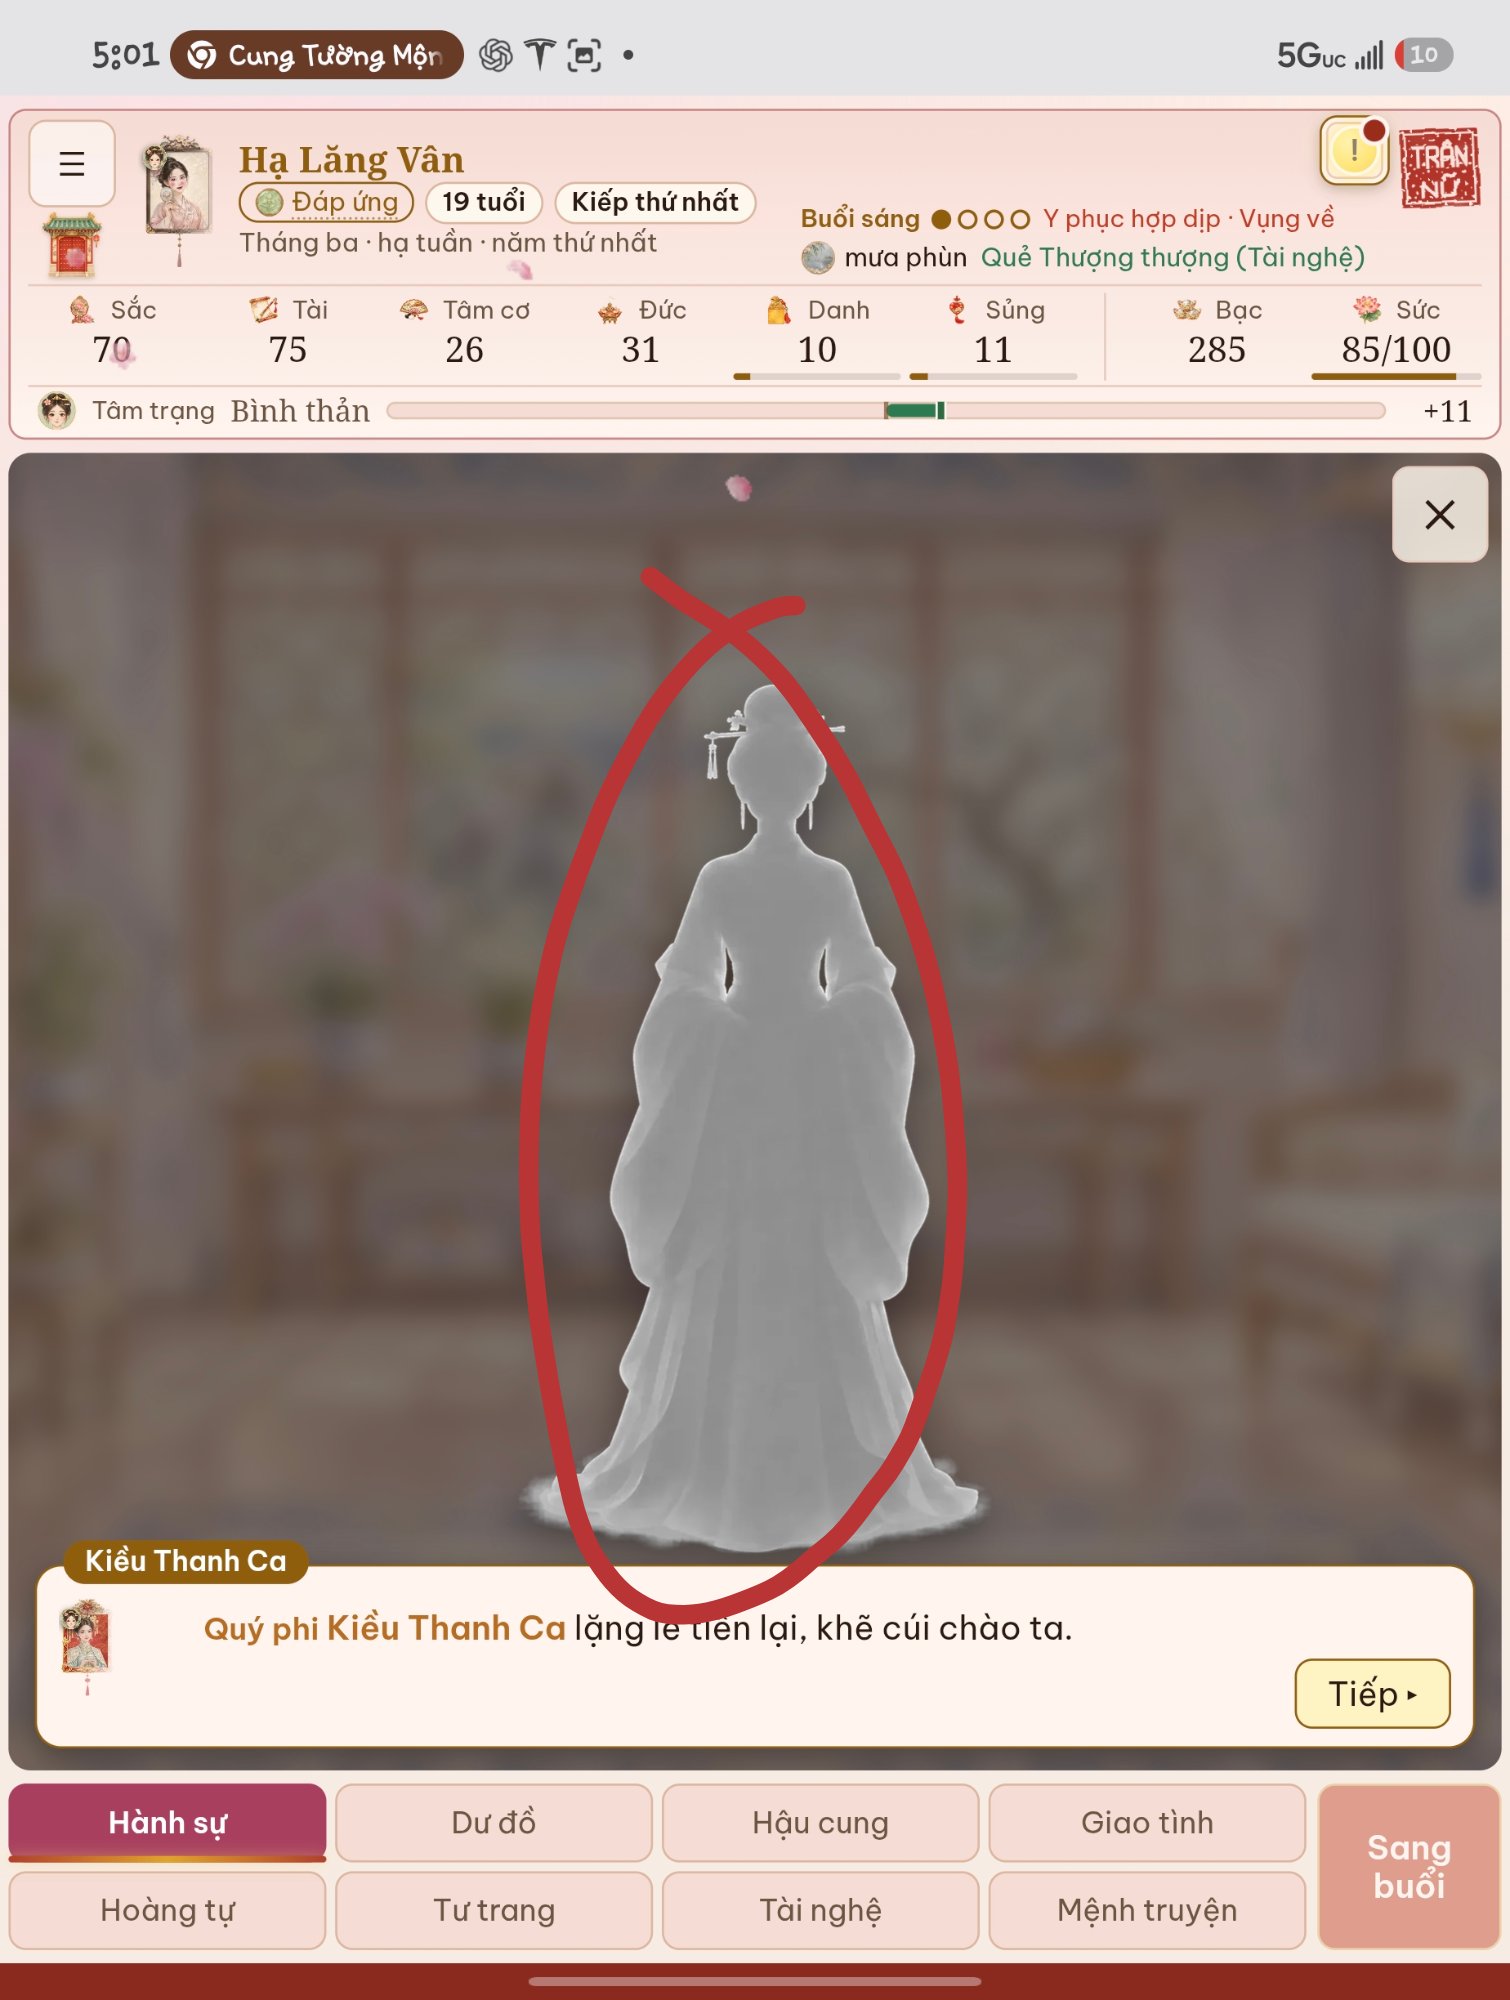 5:01 Cung Tường Mộn 5G UC 10
Hạ Lăng Vân
Đáp ứng 19 tuổi Kiếp thứ nhất
Tháng ba · hạ tuần · năm thứ nhất
Buổi sáng Y phục hợp dịp · Vụng về
mưa phùn Quẻ Thượng thượng (Tài nghệ)
!
TRÂN
NỮ
Sắc Tài Tâm cơ Đức Danh Sủng Bạc Sức
70 75 26 31 10 11 285 85/100
Tâm trạng Bình thản +11
Kiều Thanh Ca
Quý phi Kiều Thanh Ca lặng lẽ tiến lại, khẽ cúi chào ta.
Tiếp ▸
Hành sự Dư đồ Hậu cung Giao tình
Hoàng tự Tư trang Tài nghệ Mệnh truyện
Sang
buổi